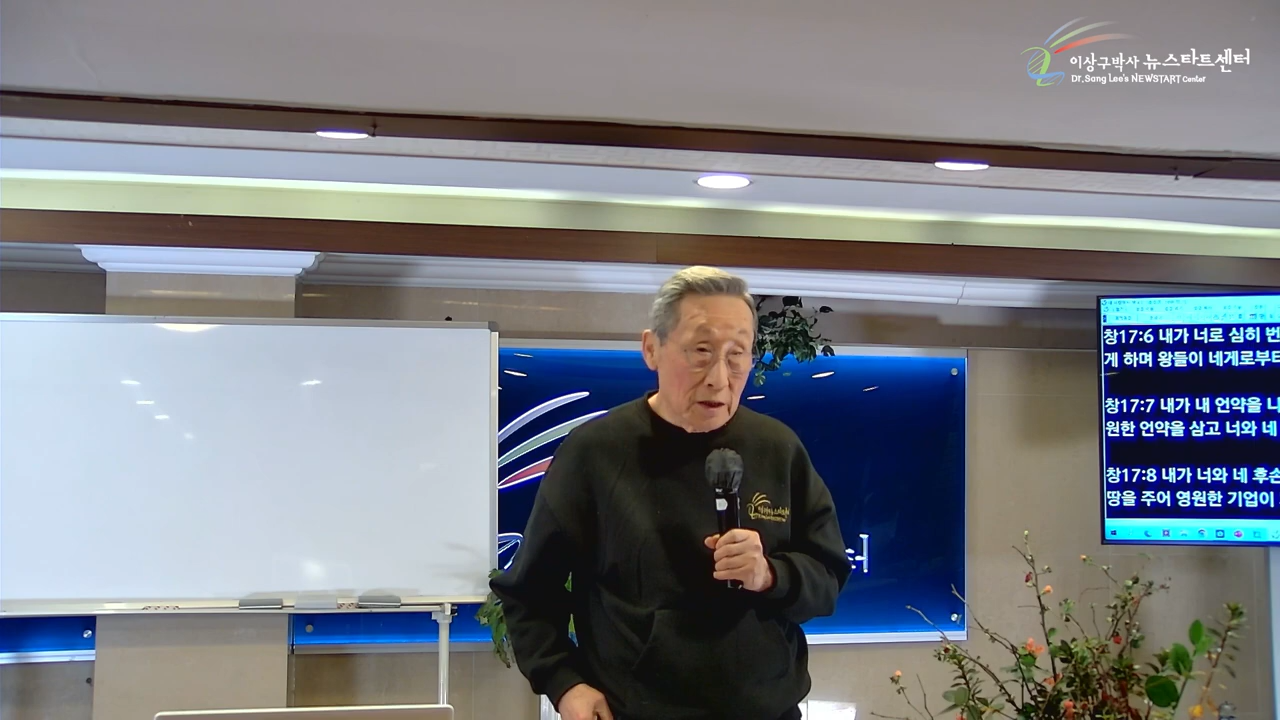 이상구박사 뉴스타트센터
Dr. Sang Lee's NEWSTART Center
창17:6 내가 너로 심히 번
게 하며 왕들이 네게로부터
창17:7 내가 내 언약을 나
원한 언약을 삼고 너와 네
창17:8 내가 너와 네 후손
땅을 주어 영원한 기업이